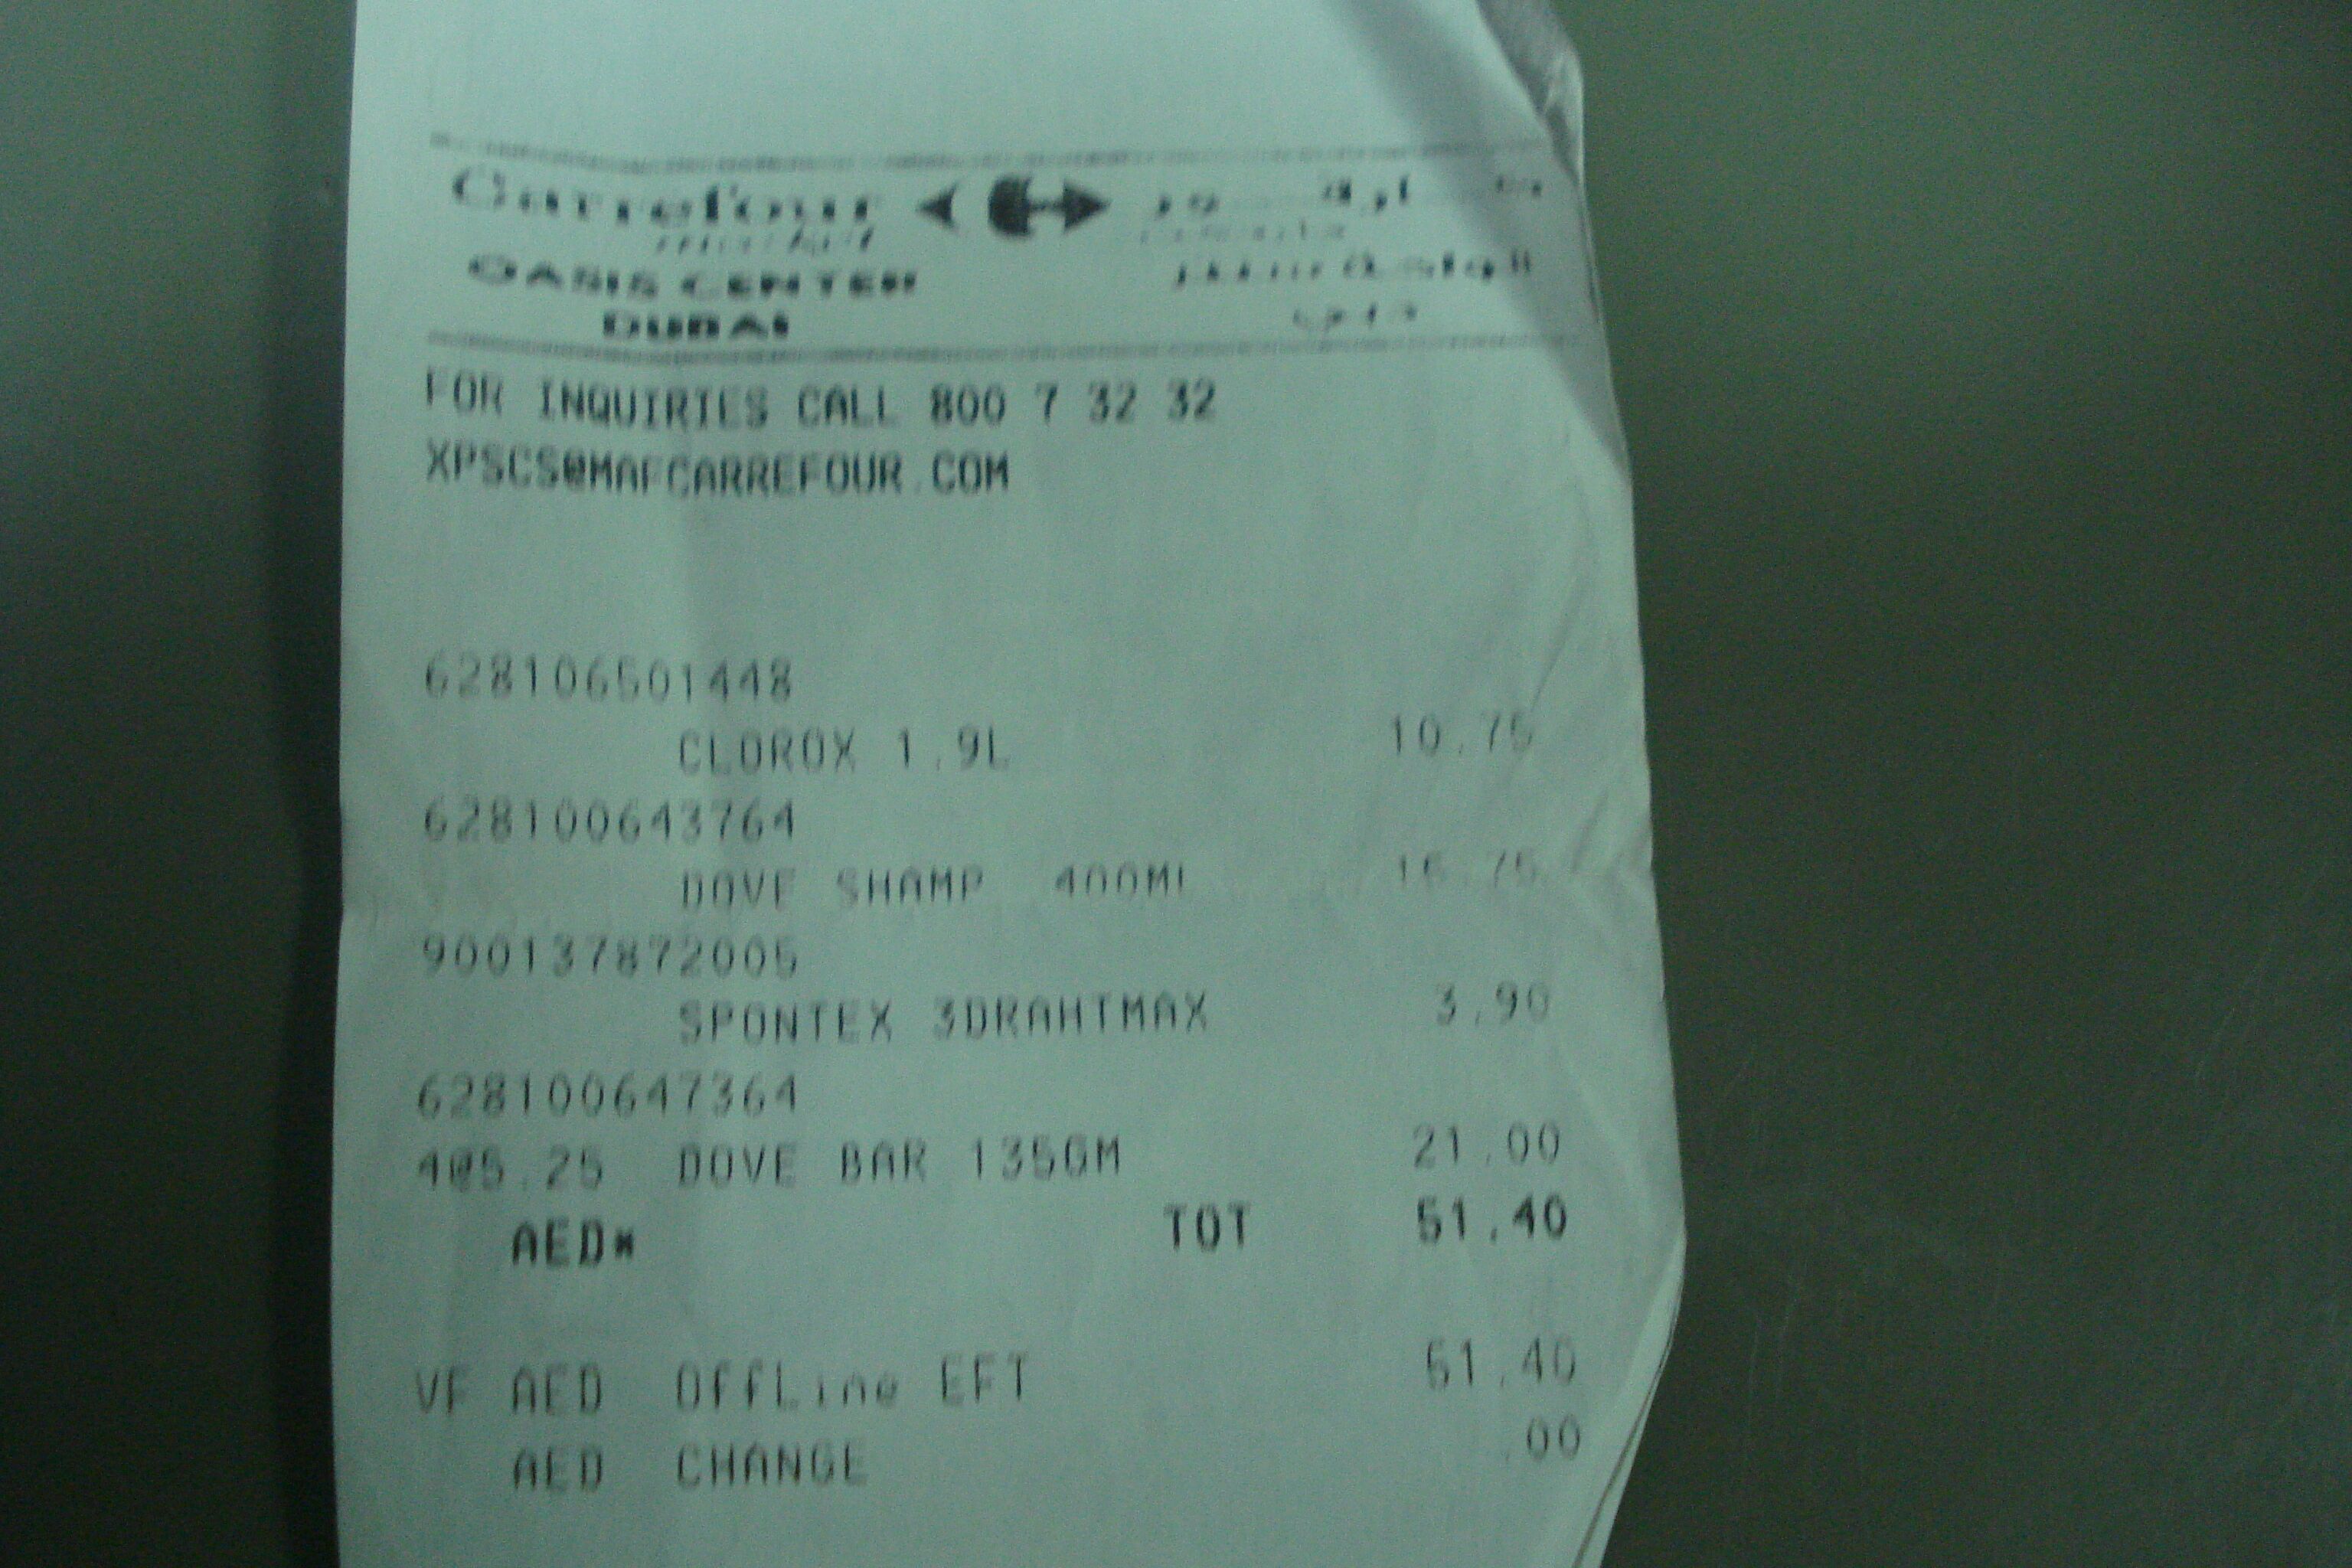 Carrefour
market
OASIS CENTER
DUBAI
FOR INQUIRIES CALL 800 7 32 32
XPSCS@MAFCARREFOUR.COM
628106501448
CLOROX 1.9L 10.75
628100643764
DOVE SHAMP 400ML 15.75
900137872005
SPONTEX 3DRAHTMAX 3.90
628100647364
4@5.25 DOVE BAR 135GM 21.00
AED* TOT 51.40
VF AED OffLine EFT 51.40
AED CHANGE .00